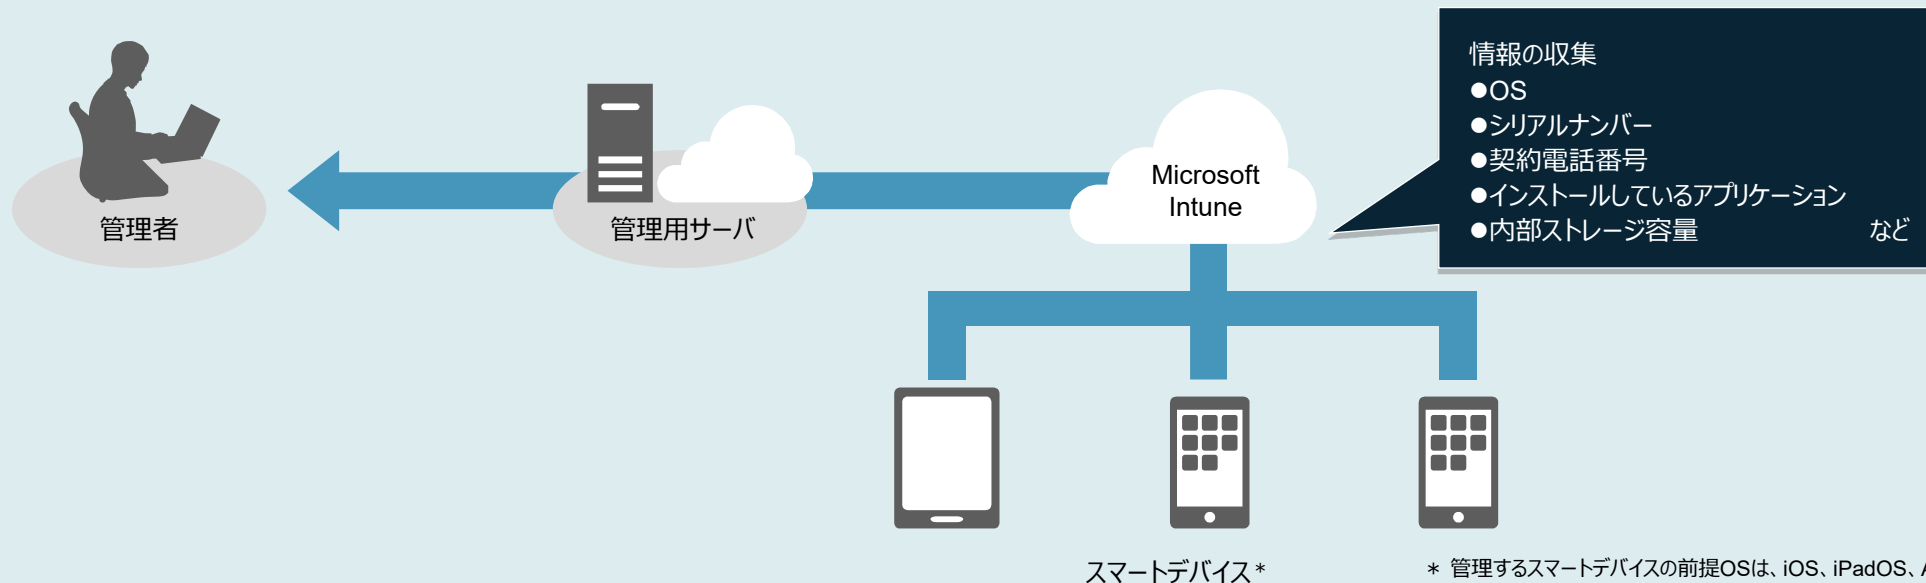 情報の収集
●OS
●シリアルナンバー
●契約電話番号
●インストールしているアプリケーション
●内部ストレージ容量 など
Microsoft
Intune
管理者
管理用サーバ
スマートデバイス*
* 管理するスマートデバイスの前提OSは、iOS、iPadOS、